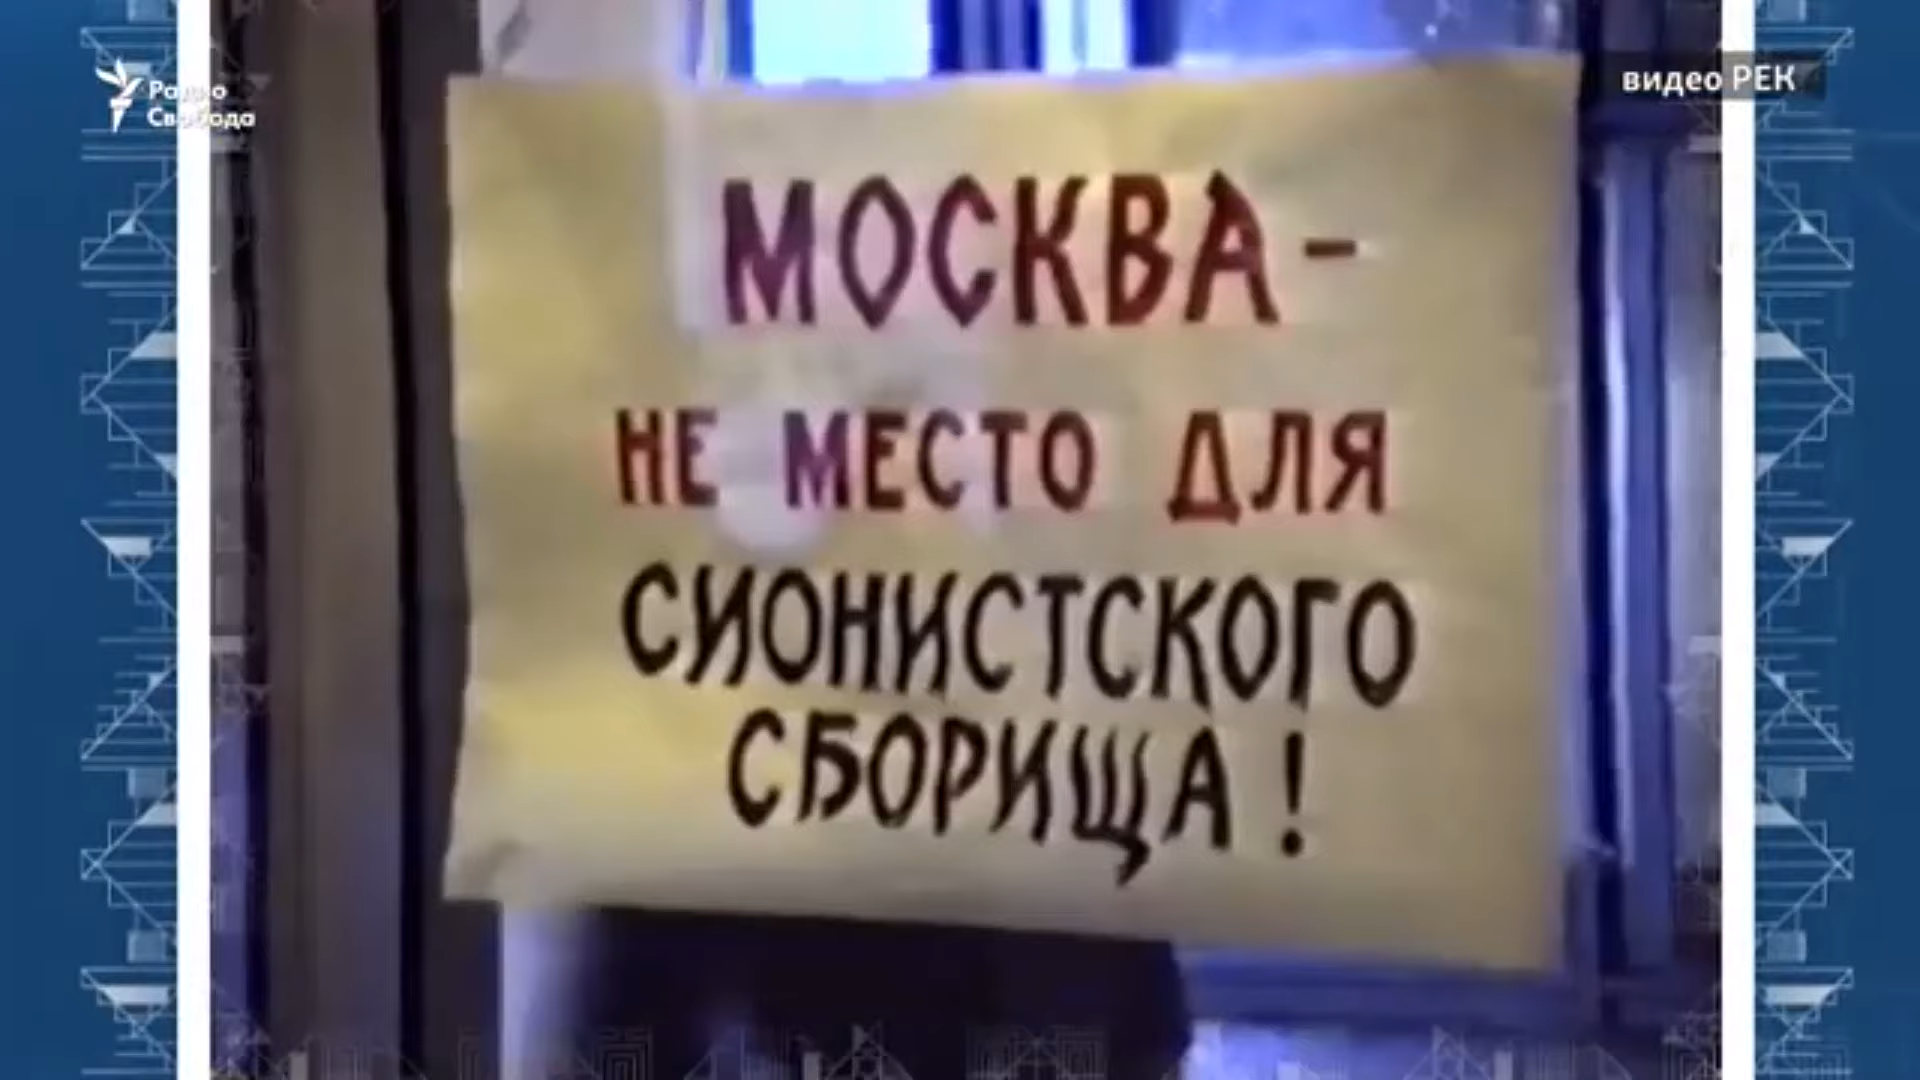 Радио
Свобода
видео РЕК
МОСКВА-
НЕ МЕСТО ДЛЯ
СИОНИСТСКОГО
СБОРИЩА!